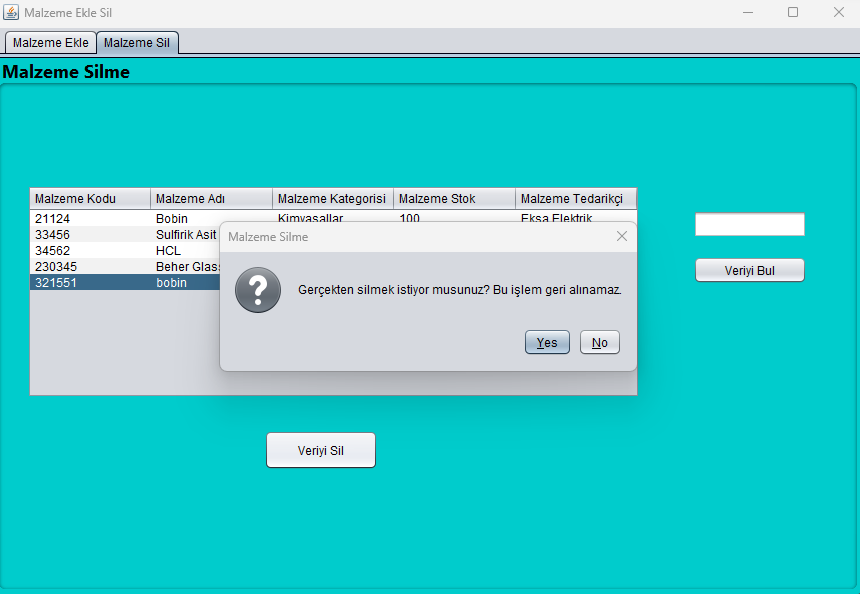 Malzeme Ekle Sil
Malzeme Ekle Malzeme Sil
Malzeme Silme
Malzeme Kodu Malzeme Adı Malzeme Kategorisi Malzeme Stok Malzeme Tedarikçi
21124 Bobin Kimyasallar 100 Eksa Elektrik
33456 Sulfirik Asit
34562 HCL
230345 Beher Glass
321551 bobin
Malzeme Silme
Gerçekten silmek istiyor musunuz? Bu işlem geri alınamaz.
Yes No
Veriyi Bul
Veriyi Sil